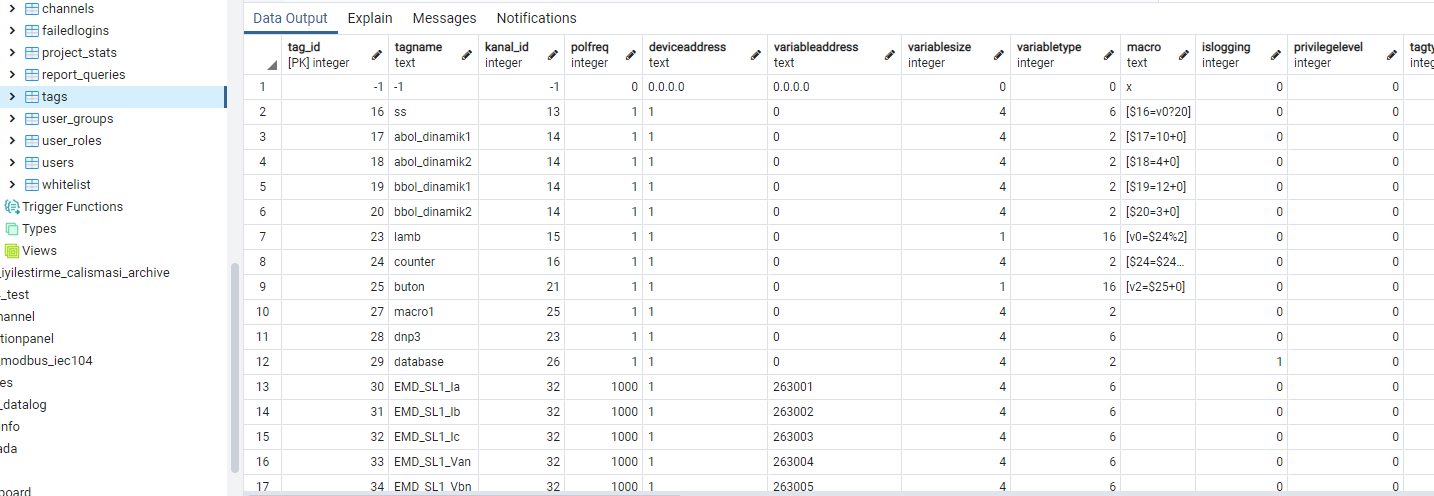 channels
failedlogins
project_stats
report_queries
tags
user_groups
user_roles
users
whitelist
Trigger Functions
Types
Views
_iyilestirme_calismasi_archive
_test
hannel
tionpanel
_modbus_iec104
es
_datalog
nfo
ada
board
Data Output Explain Messages Notifications
tag_id [PK] integer tagname text kanal_id integer polfreq integer deviceaddress text variableaddress text variablesize integer variabletype integer macro text islogging integer privilegelevel integer tagty integer
1 -1 -1 -1 0 0.0.0.0 0.0.0.0 0 0 x 0 0
2 16 ss 13 1 1 0 4 6 [$16=v0?20] 0 0
3 17 abol_dinamik1 14 1 1 0 4 2 [$17=10+0] 0 0
4 18 abol_dinamik2 14 1 1 0 4 2 [$18=4+0] 0 0
5 19 bbol_dinamik1 14 1 1 0 4 2 [$19=12+0] 0 0
6 20 bbol_dinamik2 14 1 1 0 4 2 [$20=3+0] 0 0
7 23 lamb 15 1 1 0 1 16 [v0=$24%2] 0 0
8 24 counter 16 1 1 0 4 2 [$24=$24... 0 0
9 25 buton 21 1 1 0 1 16 [v2=$25+0] 0 0
10 27 macro1 25 1 1 0 4 2 0 0
11 28 dnp3 23 1 1 0 4 6 0 0
12 29 database 26 1 1 0 4 2 1 0
13 30 EMD_SL1_Ia 32 1000 1 263001 4 6 0 0
14 31 EMD_SL1_Ib 32 1000 1 263002 4 6 0 0
15 32 EMD_SL1_Ic 32 1000 1 263003 4 6 0 0
16 33 EMD_SL1_Van 32 1000 1 263004 4 6 0 0
17 34 EMD_SL1_Vbn 32 1000 1 263005 4 6 0 0